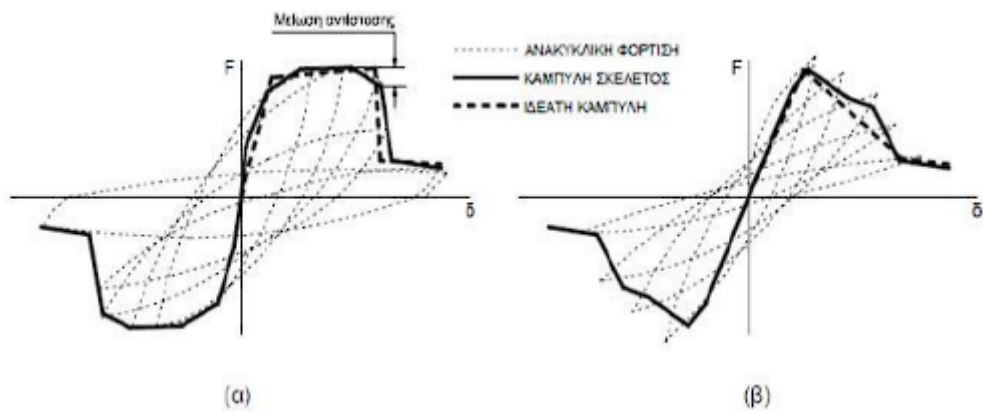 Μείωση αντίστασης
F
δ
ΑΝΑΚΥΚΛΙΚΗ ΦΟΡΤΙΣΗ
ΚΑΜΠΥΛΗ ΣΚΕΛΕΤΟΣ
ΙΔΕΑΤΗ ΚΑΜΠΥΛΗ
F
δ
(α)
(β)